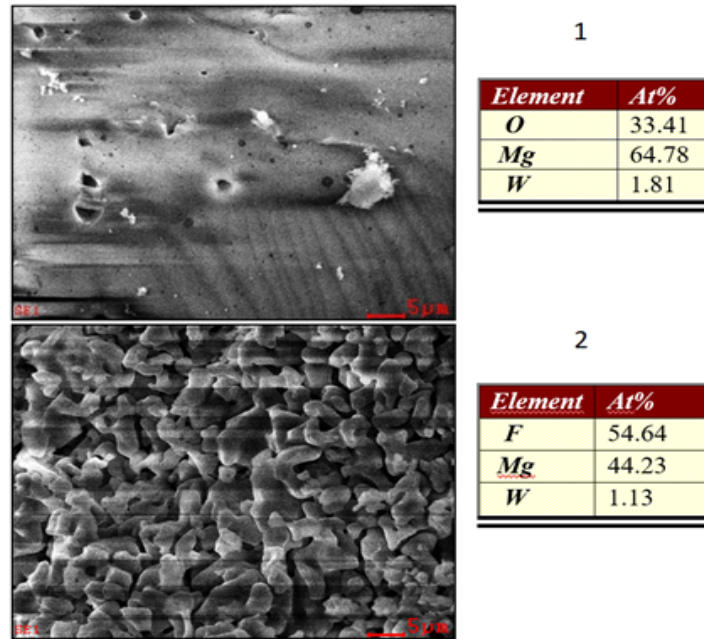 1
Element At%
O 33.41
Mg 64.78
W 1.81
SEI 5μm
2
Element At%
F 54.64
Mg 44.23
W 1.13
SEI 5μm